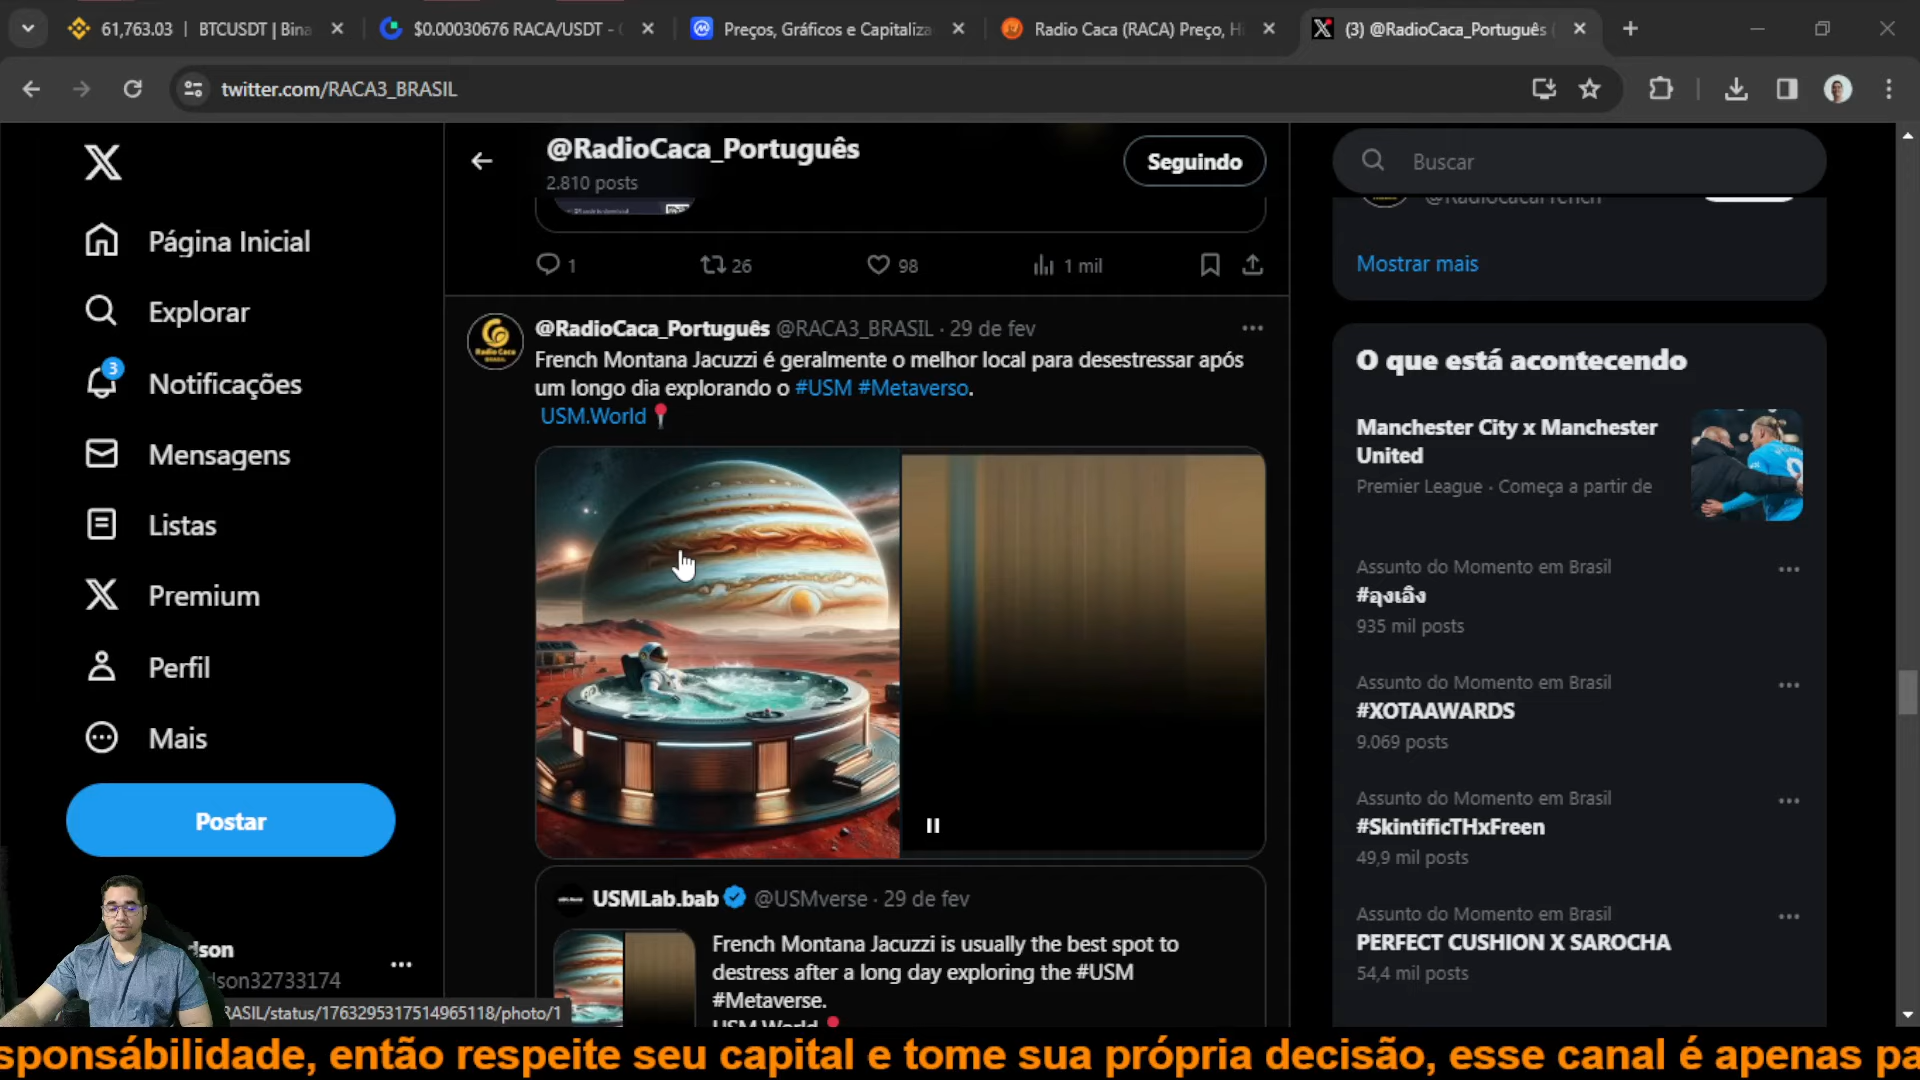 61,763.03 | BTCUSDT | Bina
$0.00030676 RACA/USDT -
Preços, Gráficos e Capitaliza
Radio Caca (RACA) Preço, Hi
(3) @RadioCaca_Português (
twitter.com/RACA3_BRASIL
@RadioCaca_Português
2.810 posts
Seguindo
Buscar
Página Inicial
Explorar
3
Notificações
Mensagens
Listas
Premium
Perfil
Mais
Postar
dson
dson32733174
1
26
98
1 mil
@RadioCaca_Português @RACA3_BRASIL · 29 de fev
French Montana Jacuzzi é geralmente o melhor local para desestressar após
um longo dia explorando o #USM #Metaverso.
USM.World
USMLab.bab @USMverse · 29 de fev
French Montana Jacuzzi is usually the best spot to
destress after a long day exploring the #USM
#Metaverse.
USM.World
RASIL/status/1763295317514965118/photo/1
@RadiocacaFrench
Mostrar mais
O que está acontecendo
Manchester City x Manchester
United
Premier League · Começa a partir de
Assunto do Momento em Brasil
#อุงเอิง
935 mil posts
Assunto do Momento em Brasil
#XOTAAWARDS
9.069 posts
Assunto do Momento em Brasil
#SkintificTHxFreen
49,9 mil posts
Assunto do Momento em Brasil
PERFECT CUSHION X SAROCHA
54,4 mil posts
sponsábilidade, então respeite seu capital e tome sua própria decisão, esse canal é apenas pa